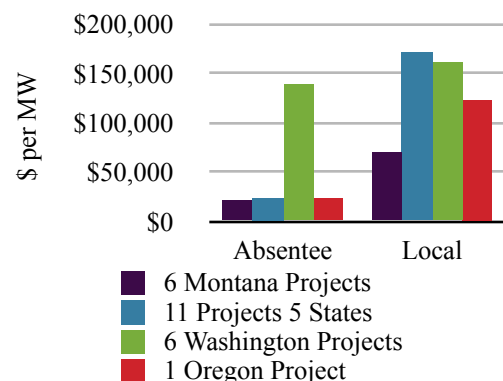 $200,000
$150,000
$100,000
$50,000
$0
$ per MW
Absentee Local
6 Montana Projects
11 Projects 5 States
6 Washington Projects
1 Oregon Project